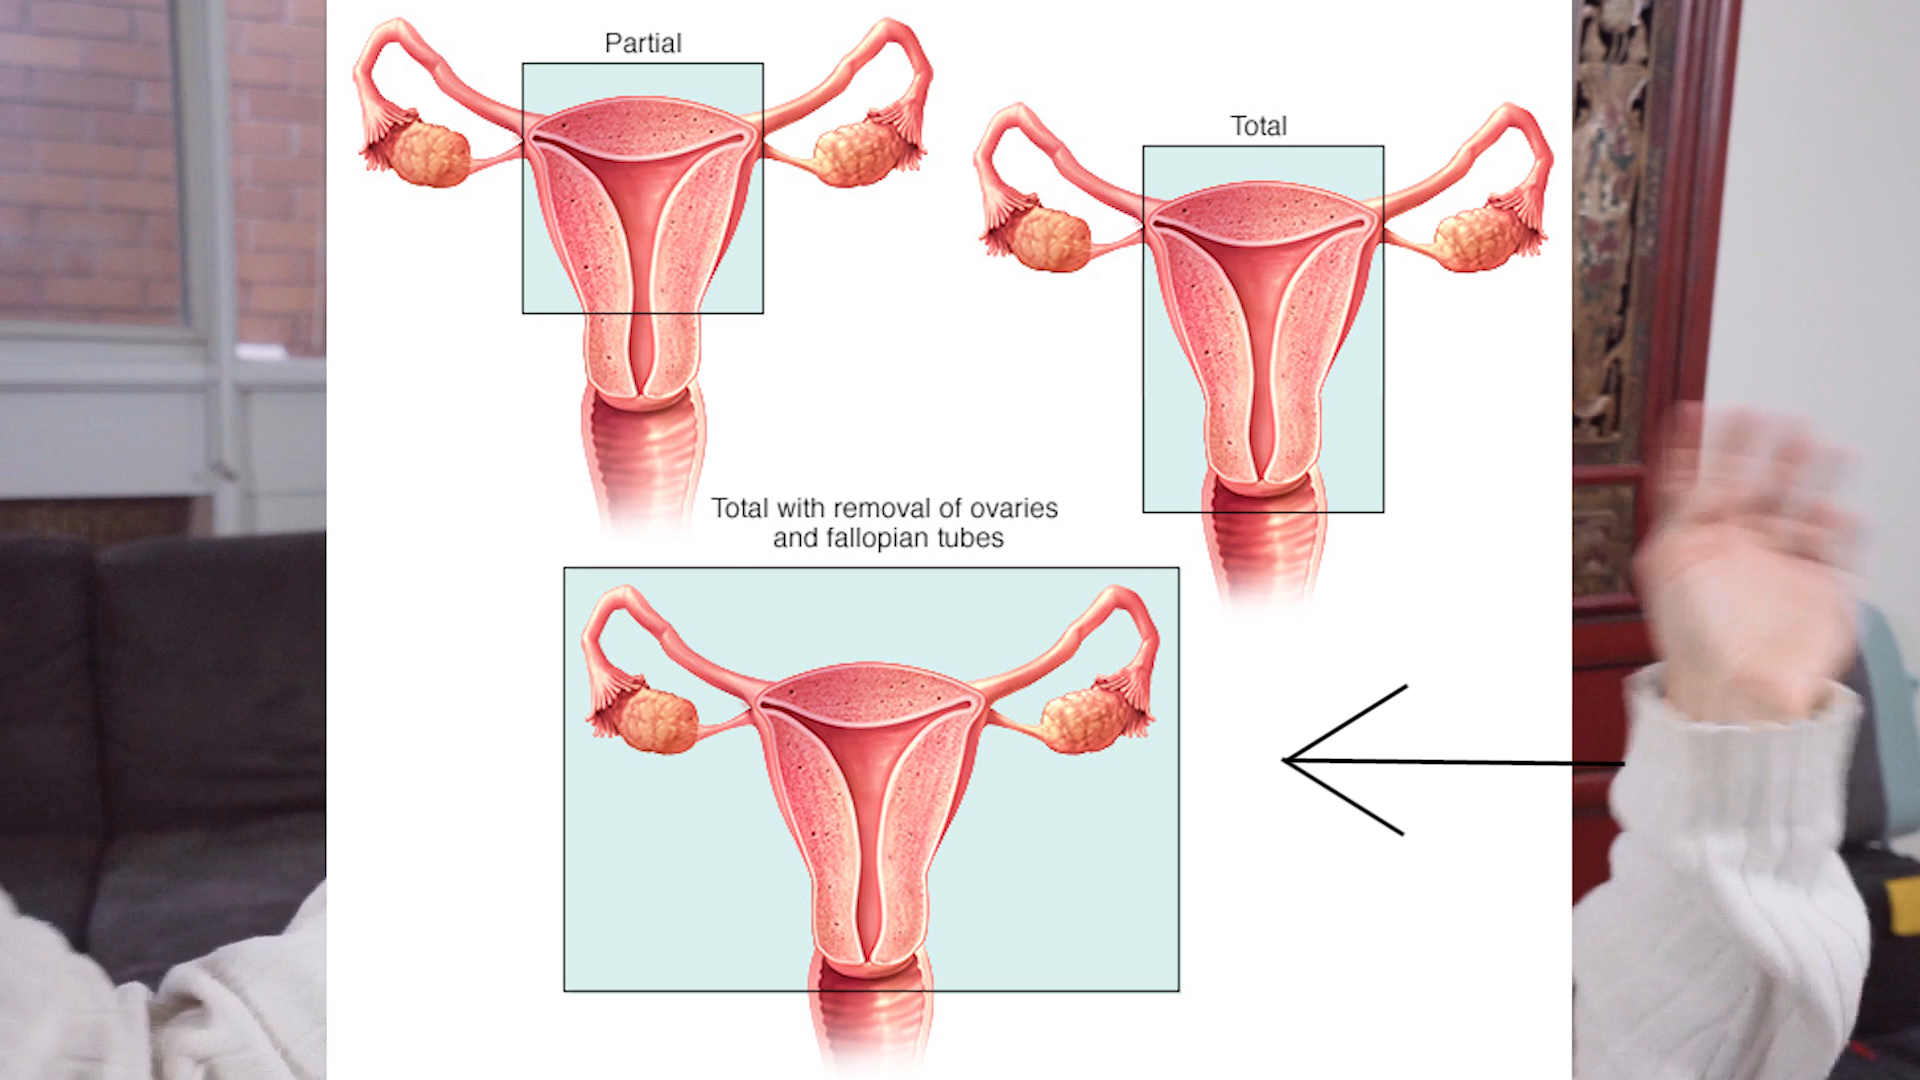 Partial
Total
Total with removal of ovaries
and fallopian tubes